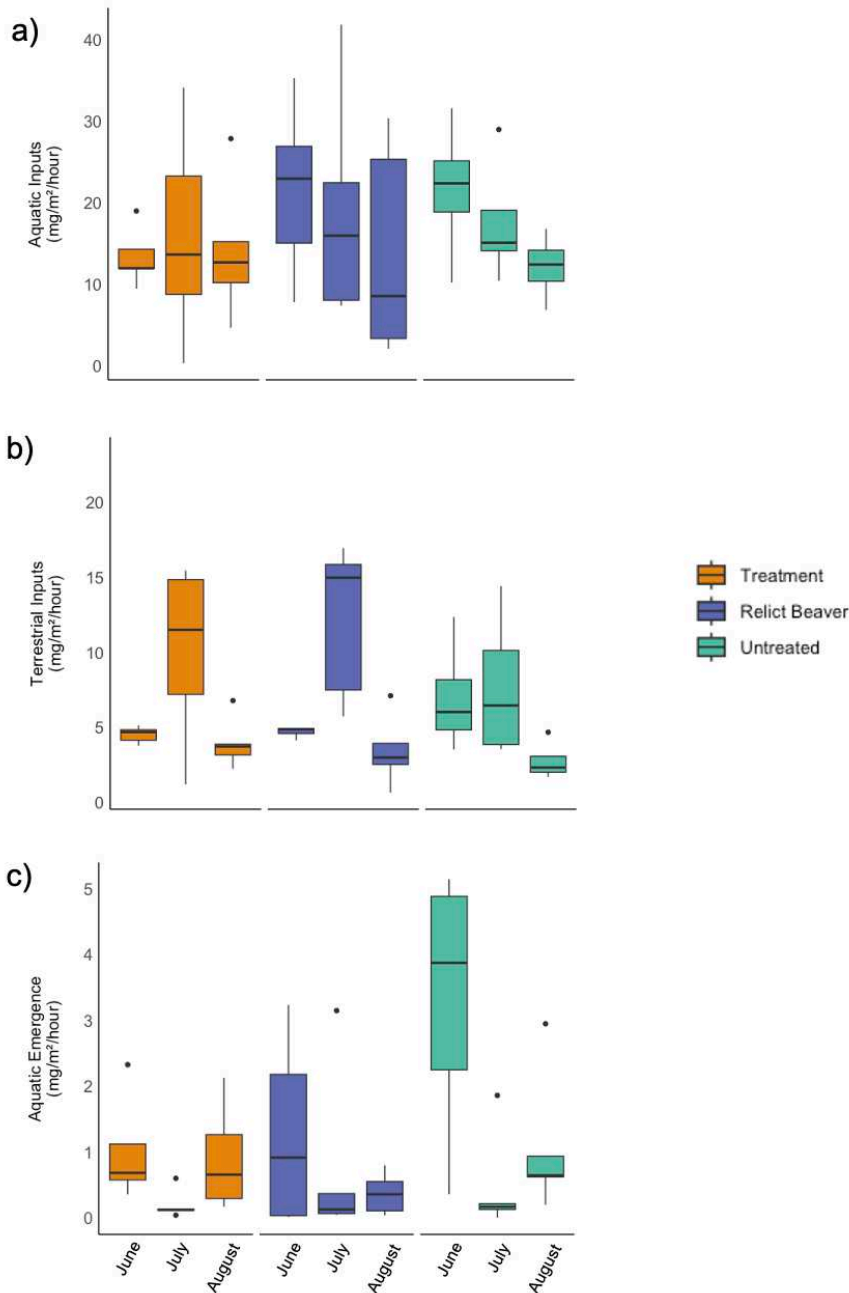 a)
Aquatic Inputs
(mg/m²/hour)
40
30
20
10
0
b)
Terrestrial Inputs
(mg/m²/hour)
20
15
10
5
0
Treatment
Relict Beaver
Untreated
c)
Aquatic Emergence
(mg/m²/hour)
5
4
3
2
1
0
June
July
August
June
July
August
June
July
August